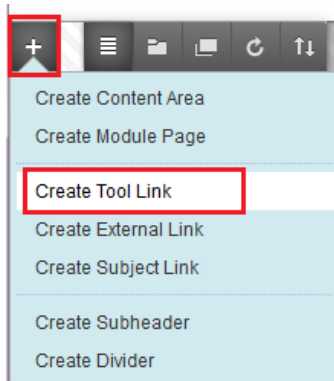 Create Content Area
Create Module Page
Create Tool Link
Create External Link
Create Subject Link
Create Subheader
Create Divider